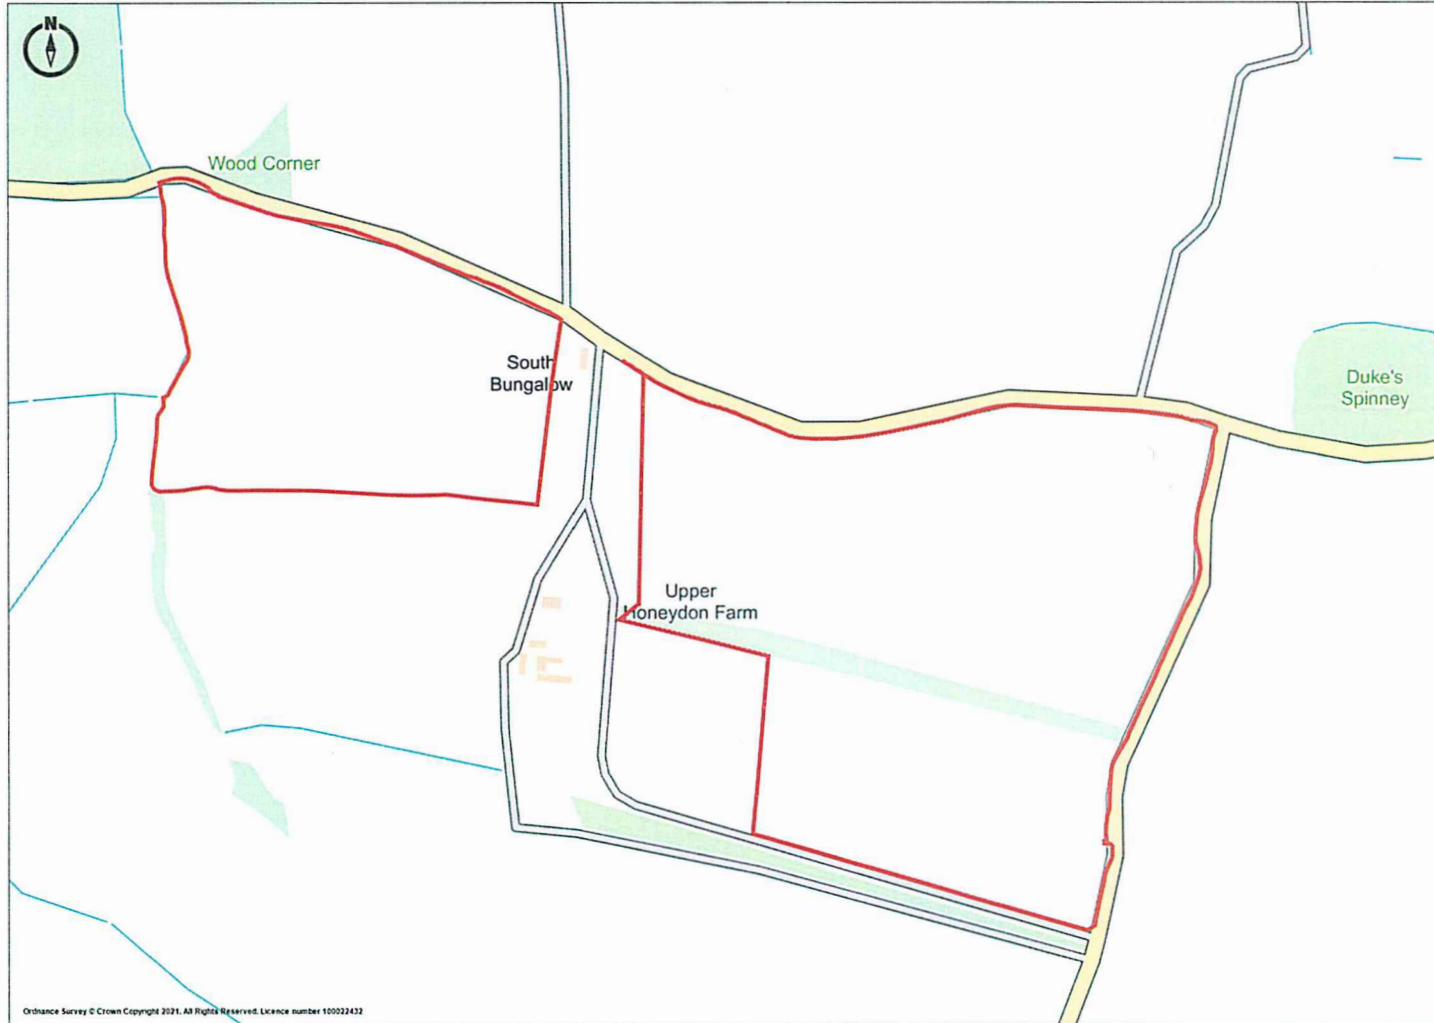 N
Wood Corner
South
Bungalow
Duke's
Spinney
Upper
Honeydon Farm
Ordnance Survey © Crown Copyright 2021. All Rights Reserved. Licence number 100022432